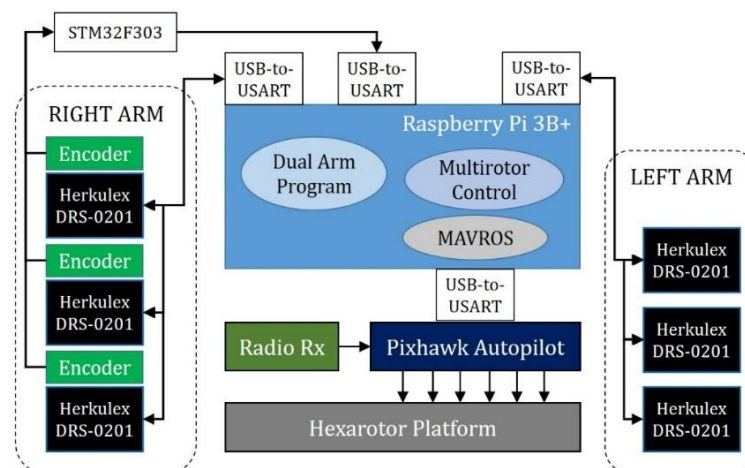 STM32F303
USB-to-
USART
USB-to-
USART
USB-to-
USART
RIGHT ARM
Encoder
Herkulex
DRS-0201
Encoder
Herkulex
DRS-0201
Encoder
Herkulex
DRS-0201
Raspberry Pi 3B+
Dual Arm
Program
Multirotor
Control
MAVROS
USB-to-
USART
Radio Rx
Pixhawk Autopilot
Hexarotor Platform
LEFT ARM
Herkulex
DRS-0201
Herkulex
DRS-0201
Herkulex
DRS-0201